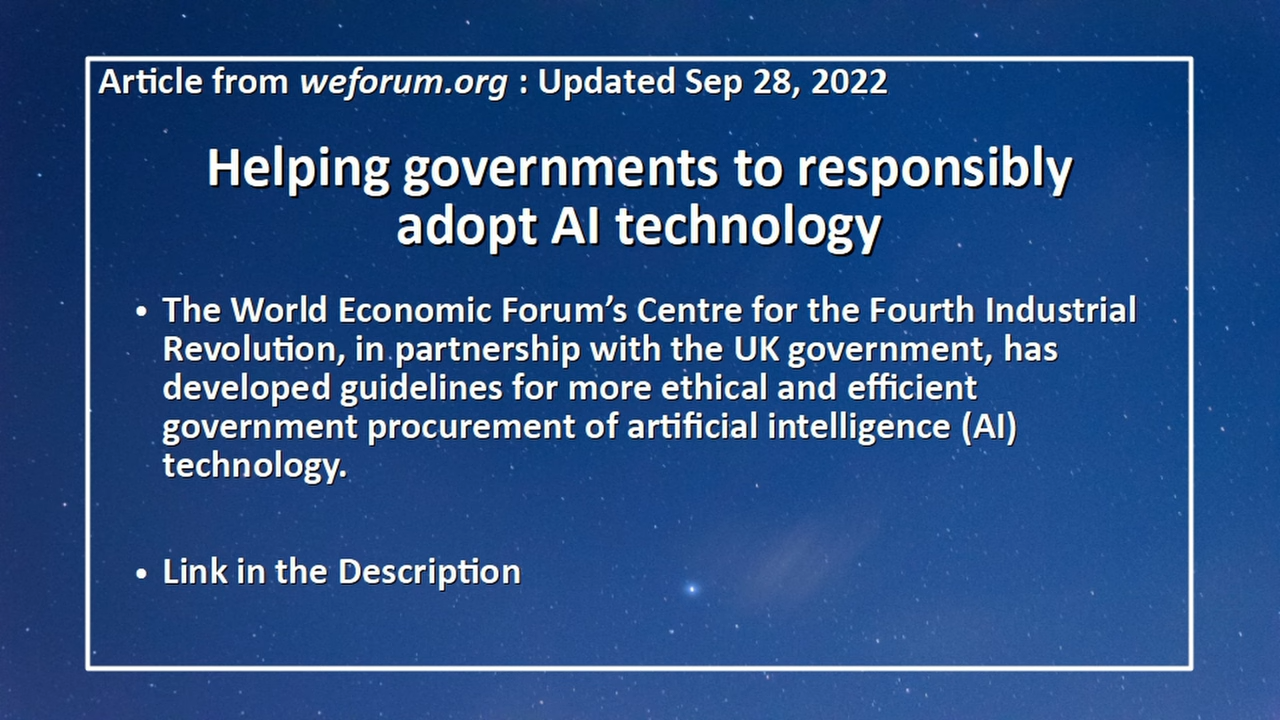 Article from weforum.org : Updated Sep 28, 2022
Helping governments to responsibly
adopt AI technology
• The World Economic Forum’s Centre for the Fourth Industrial
Revolution, in partnership with the UK government, has
developed guidelines for more ethical and efficient
government procurement of artificial intelligence (AI)
technology.
• Link in the Description